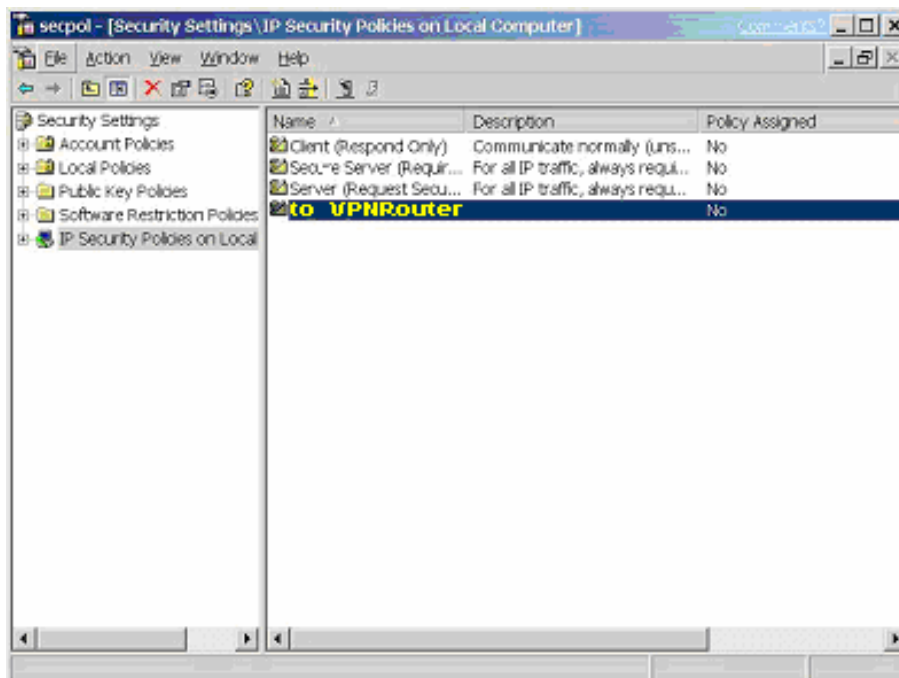 secpol - [Security Settings\IP Security Policies on Local Computer]
File Action View Window Help
Security Settings
Account Policies
Local Policies
Public Key Policies
Software Restriction Policies
IP Security Policies on Local
Name Description Policy Assigned
Client (Respond Only) Communicate normally (uns... No
Secure Server (Requir... For all IP traffic, always requi... No
Server (Request Secu... For all IP traffic, always requ... No
to VPNRouter No